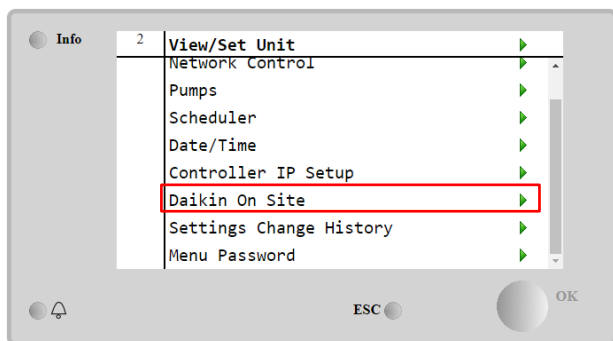 Info
2 View/Set Unit
Network Control
Pumps
Scheduler
Date/Time
Controller IP Setup
Daikin On Site
Settings Change History
Menu Password
ESC
OK